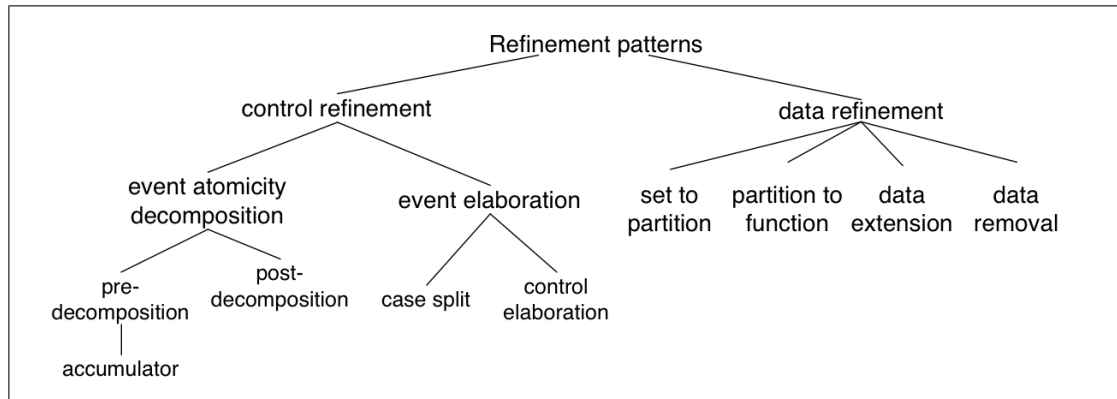 Refinement patterns
control refinement
data refinement
event atomicity
decomposition
event elaboration
set to
partition
partition to
function
data
extension
data
removal
pre-
decomposition
post-
decomposition
case split
control
elaboration
accumulator